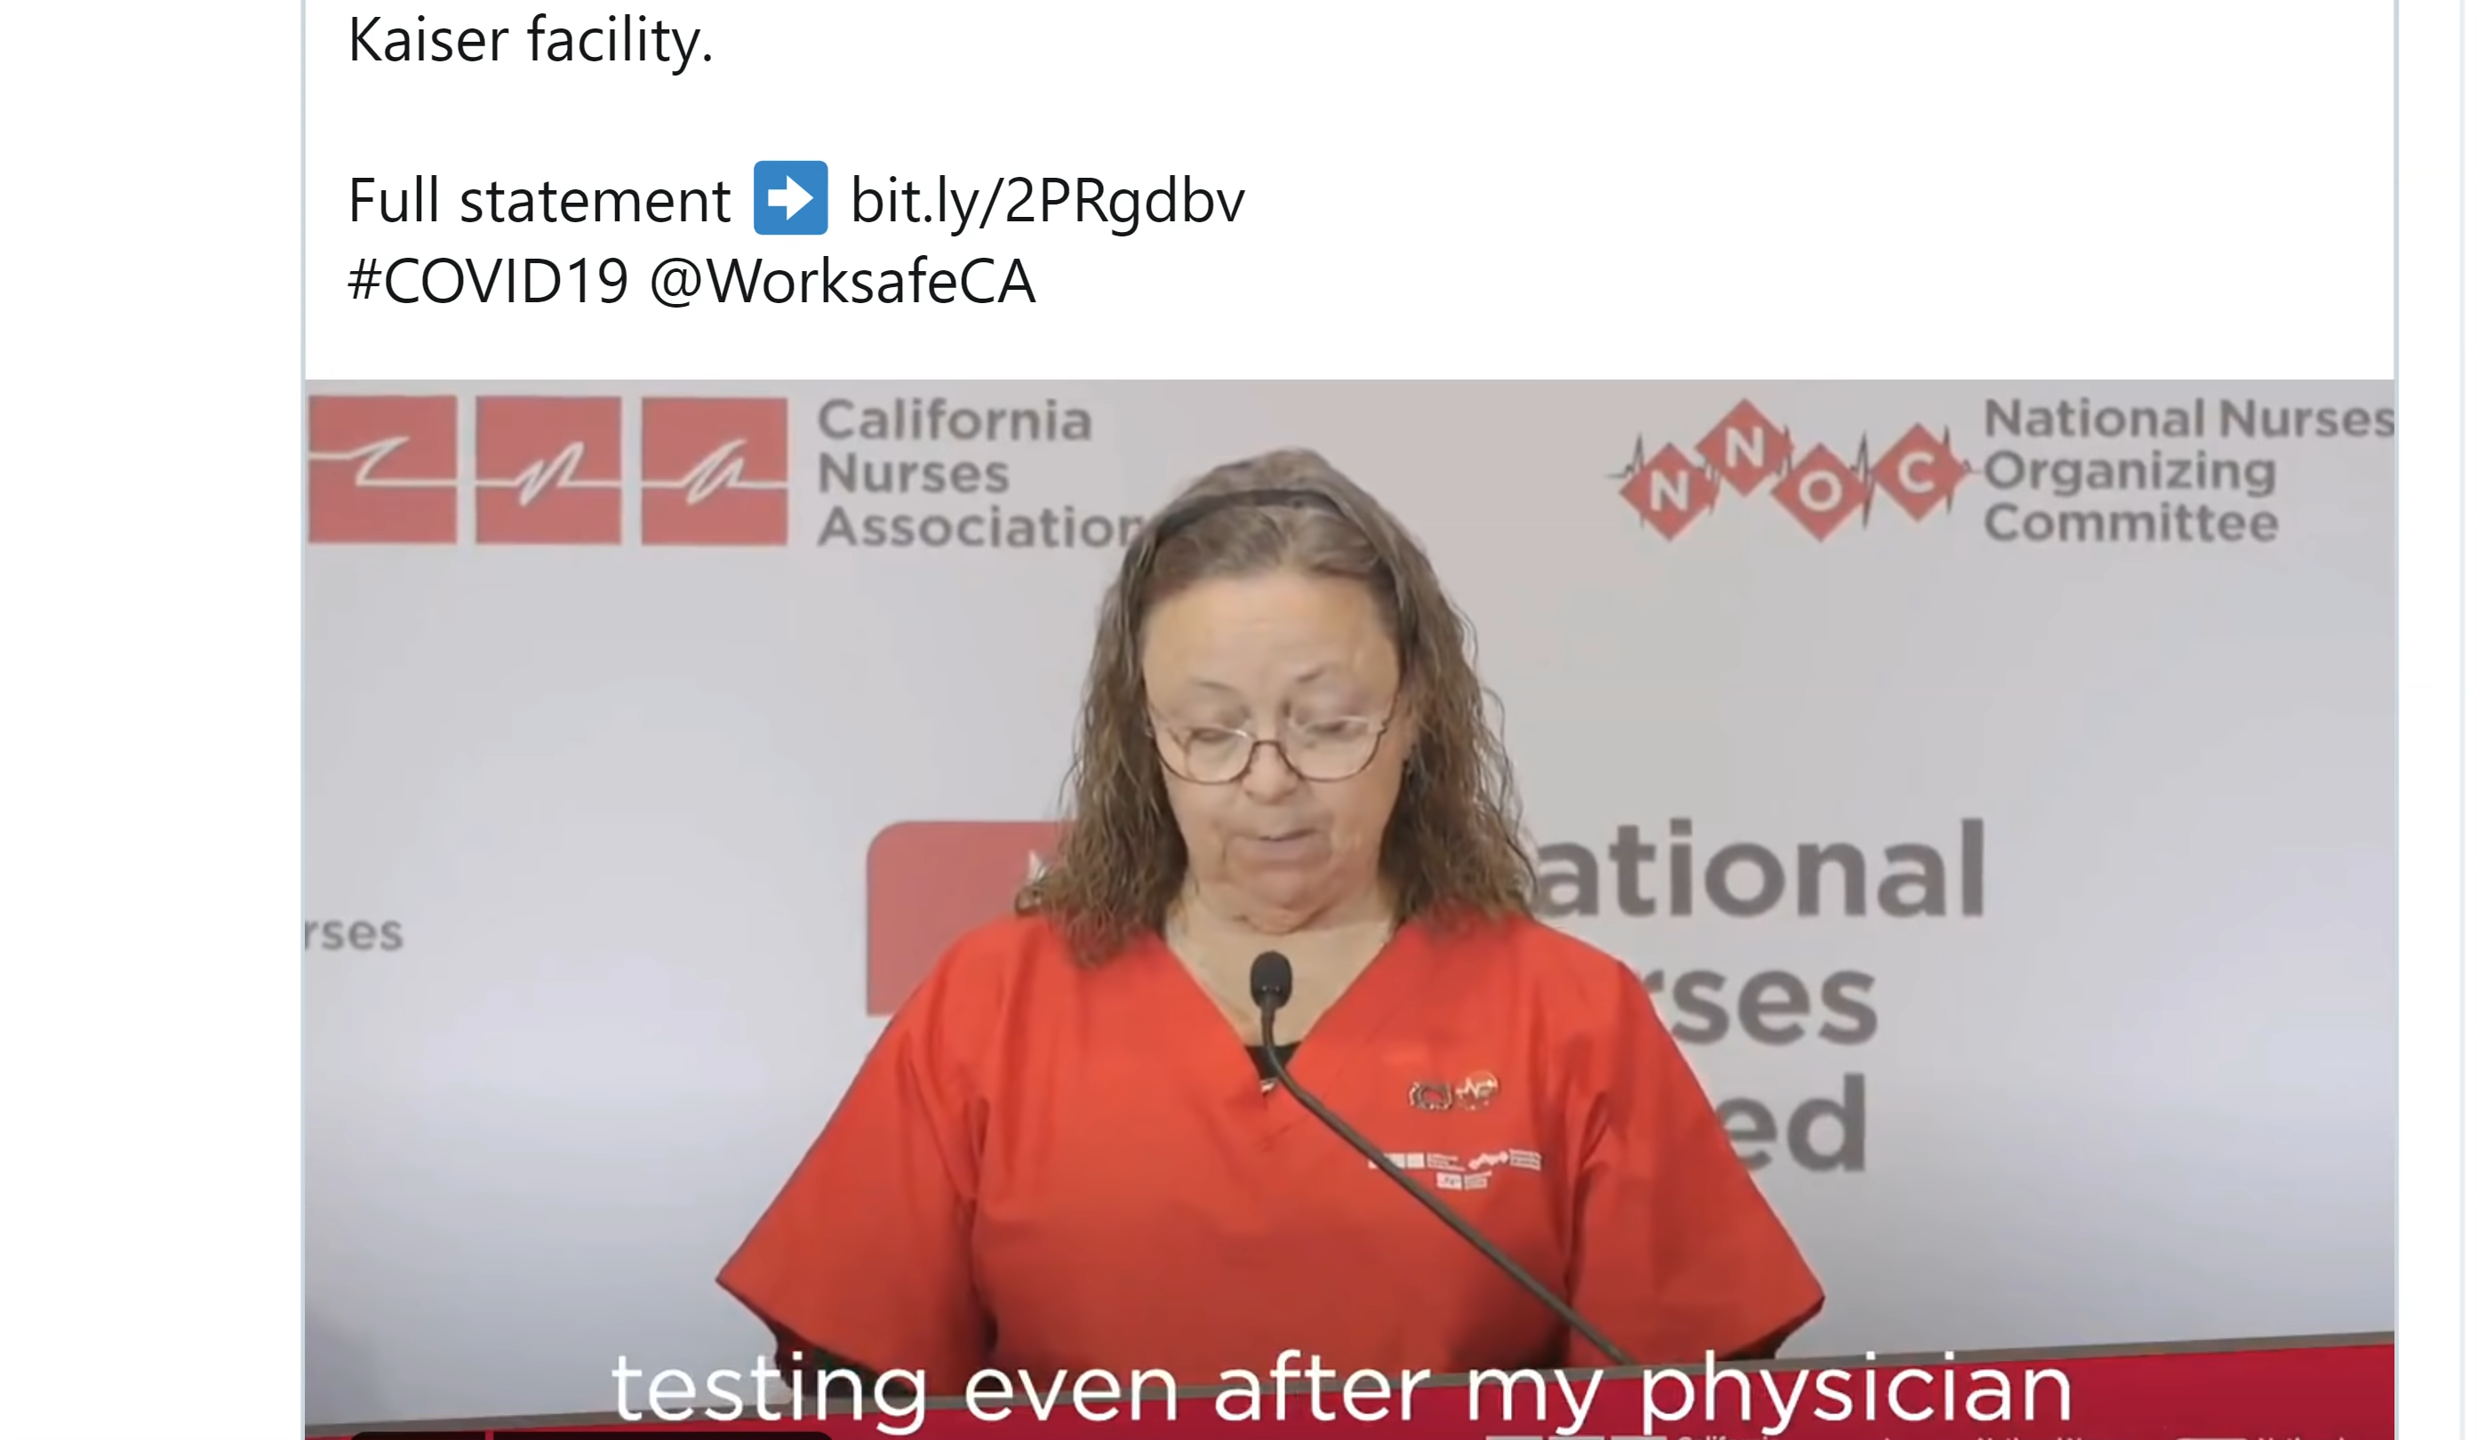 Kaiser facility.
Full statement ➡ bit.ly/2PRgdbv
#COVID19 @WorksafeCA
California
Nurses
Association
N N O C
National Nurses
Organizing
Committee
rses
ational
rses
ed
testing even after my physician